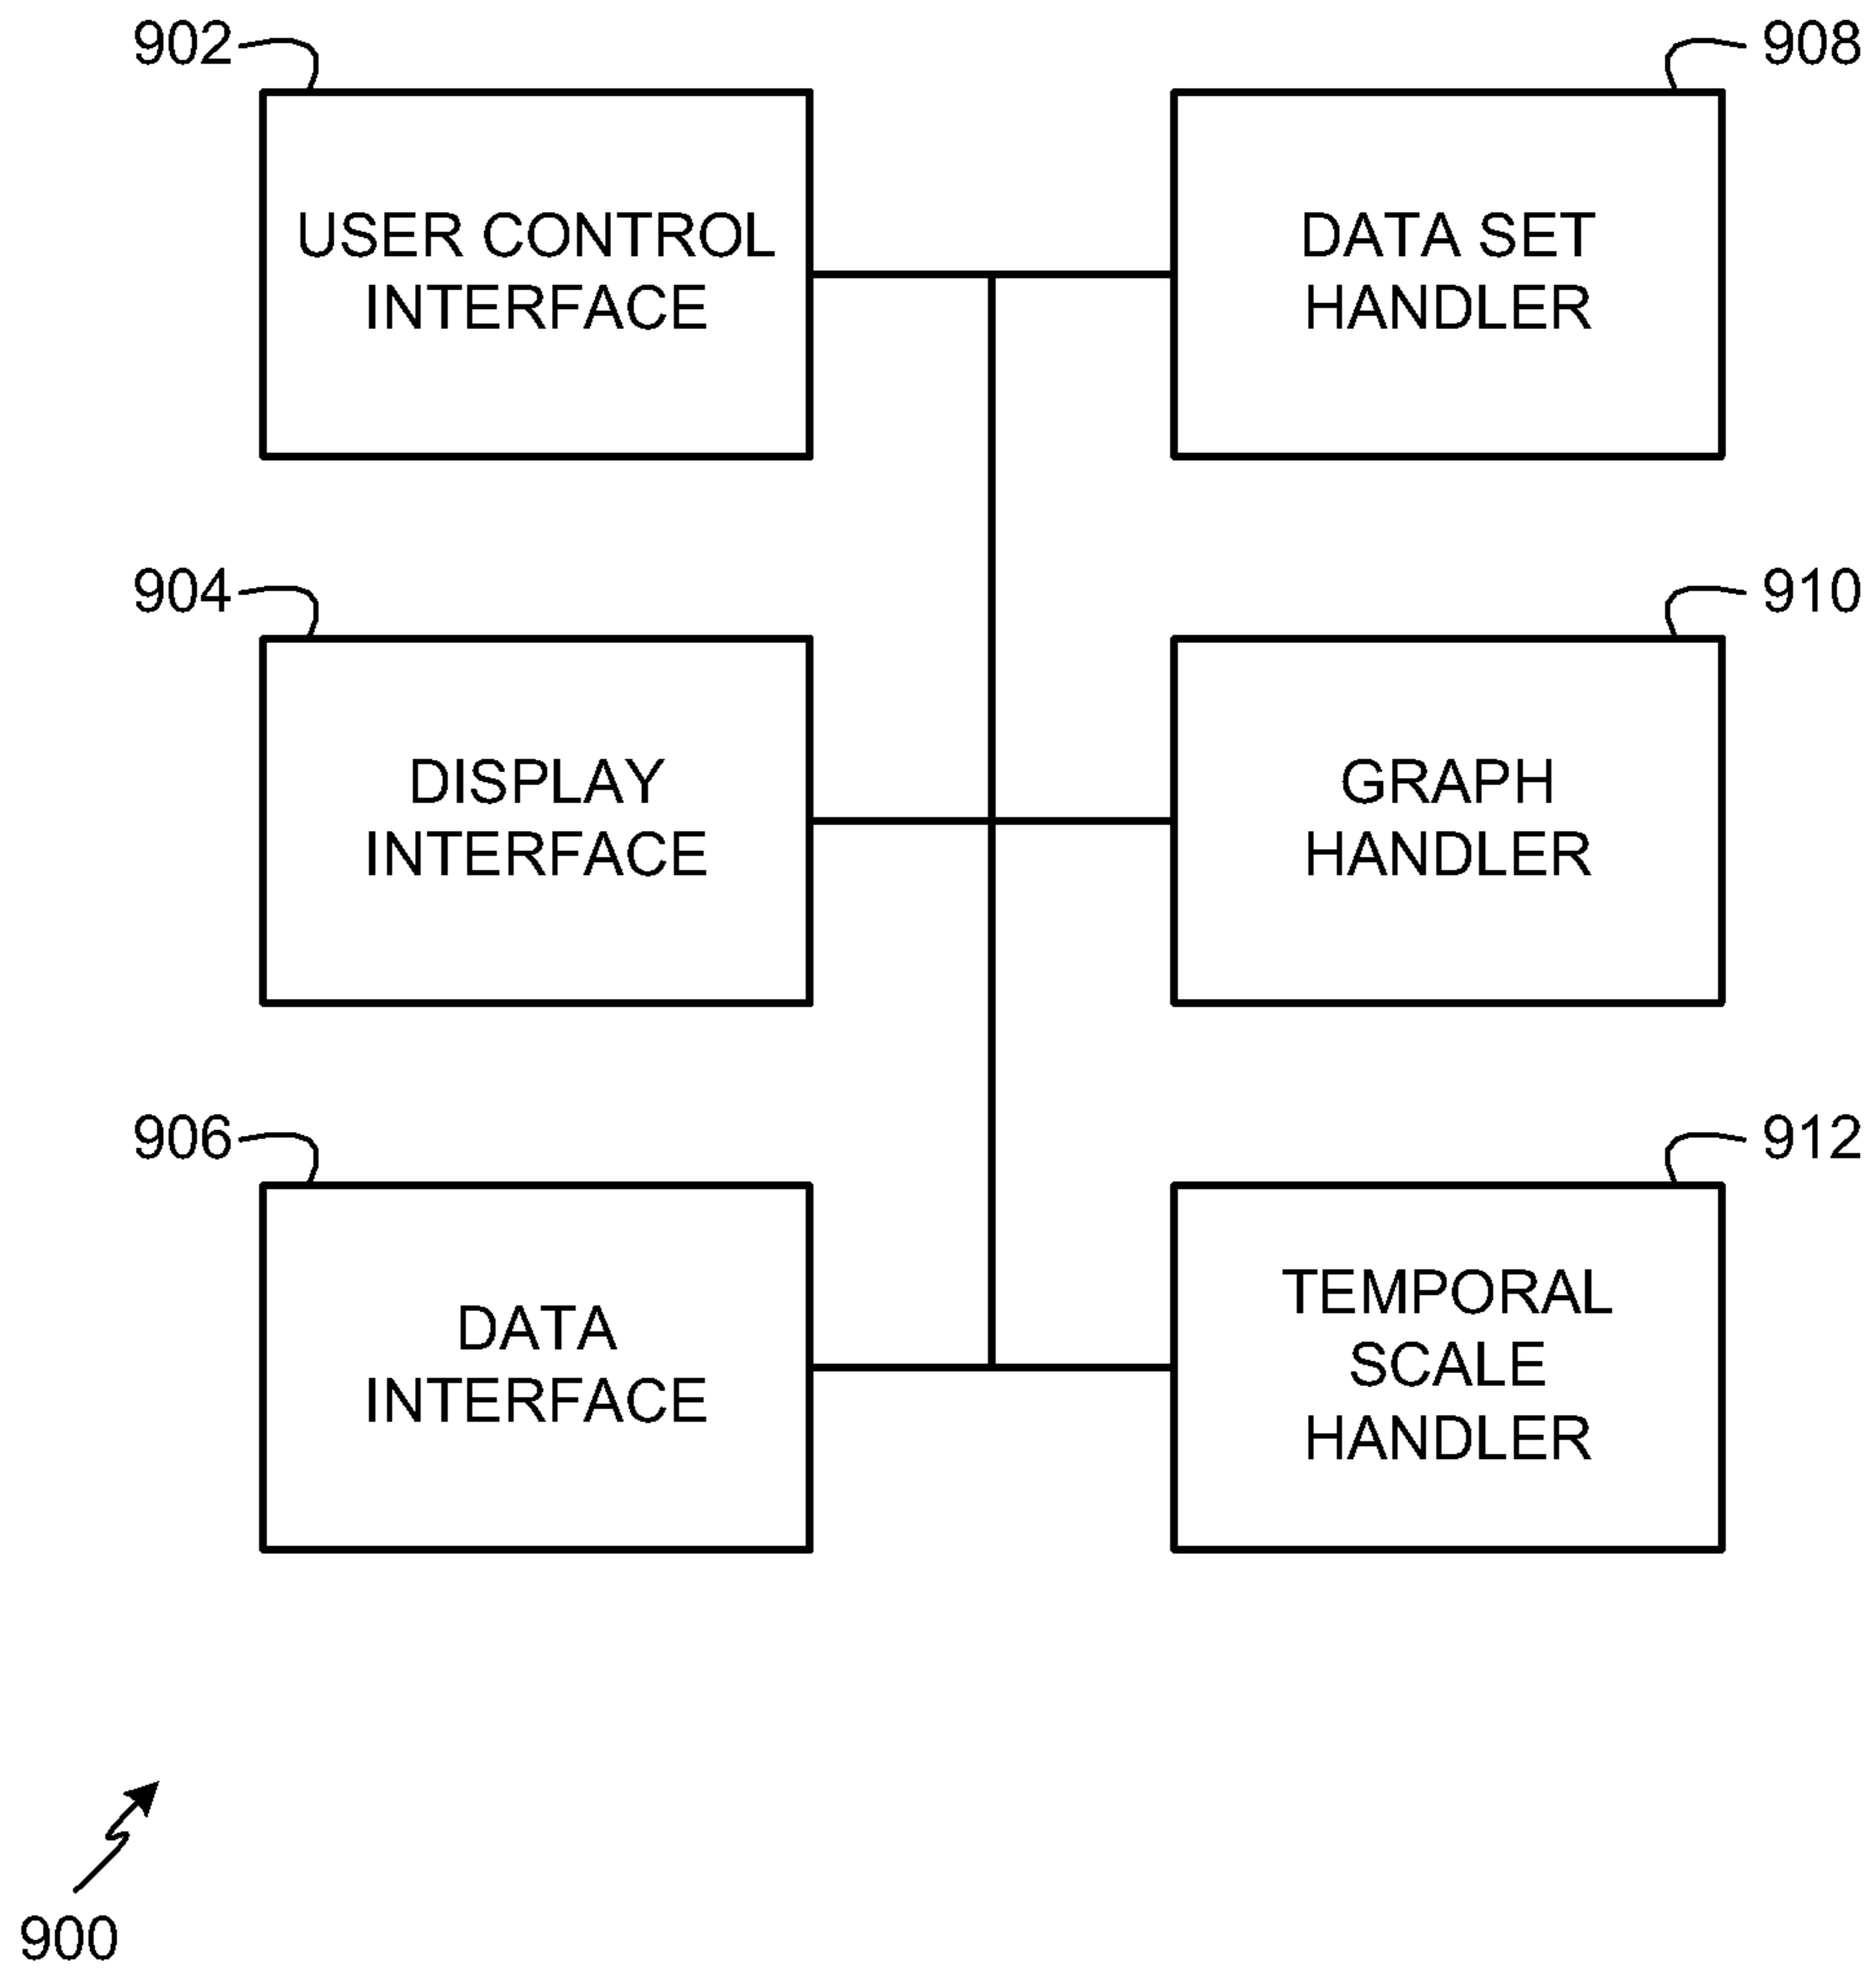 902
908
USER CONTROL
INTERFACE
DATA SET
HANDLER
904
910
DISPLAY
INTERFACE
GRAPH
HANDLER
906
912
DATA
INTERFACE
TEMPORAL
SCALE
HANDLER
900